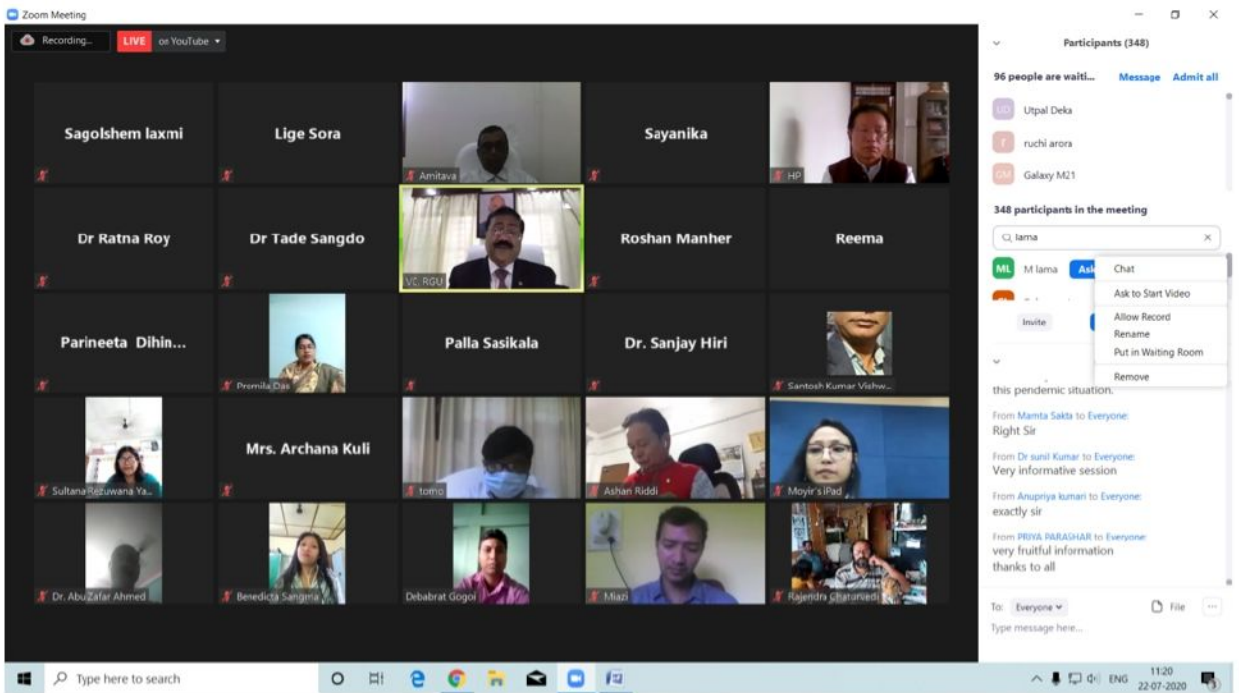 Zoom Meeting
Recording...
LIVE on YouTube
Sagolshem laxmi
Lige Sora
Amitava
Sayanika
HP
Dr Ratna Roy
Dr Tade Sangdo
VC, RGU
Roshan Manher
Reema
Parineeta Dihin...
Premila Das
Palla Sasikala
Dr. Sanjay Hiri
Santosh Kumar Vishw...
Sultana Rezuwana Ya...
Mrs. Archana Kuli
tomo
Ashan Riddi
Moyir's iPad
Dr. Abu Zafar Ahmed
Benedicta Sangma
Debabrat Gogoi
Miazi
Rajendra Chaturvedi
Participants (348)
96 people are waiti... Message Admit all
UD Utpal Deka
r ruchi arora
GM Galaxy M21
348 participants in the meeting
lama
ML M lama Ask
Chat
Ask to Start Video
Allow Record
Rename
Put in Waiting Room
Remove
Invite
this pendemic situation.
From Mamta Sakta to Everyone:
Right Sir
From Dr sunil Kumar to Everyone:
Very informative session
From Anupriya kumari to Everyone:
exactly sir
From PRIYA PARASHAR to Everyone:
very fruitful information
thanks to all
To: Everyone File
Type message here...
Type here to search
ENG
11:20
22-07-2020